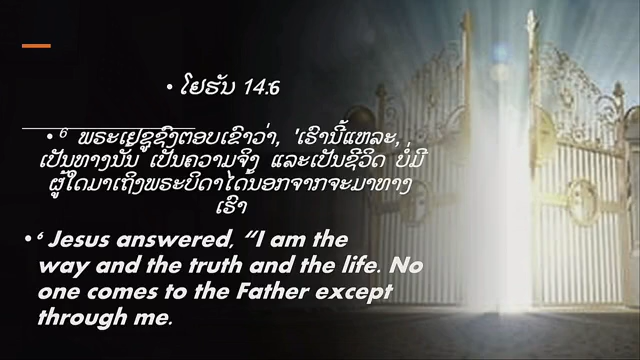 • ໂຢຮັນ 14:6
• 6 ພຣະເຢຊູຊົງຕອບເຂົາວ່າ, 'ເຮົານີ້ແຫລະ,
ເປັນທາງນັ້ນ ເປັນຄວາມຈິງ ແລະເປັນຊີວິດ ບໍ່ມີ
ຜູ້ໃດມາເຖິງພຣະບິດາໄດ້ນອກຈາກຈະມາທາງ
ເຮົາ
• 6 Jesus answered, “I am the
way and the truth and the life. No
one comes to the Father except
through me.